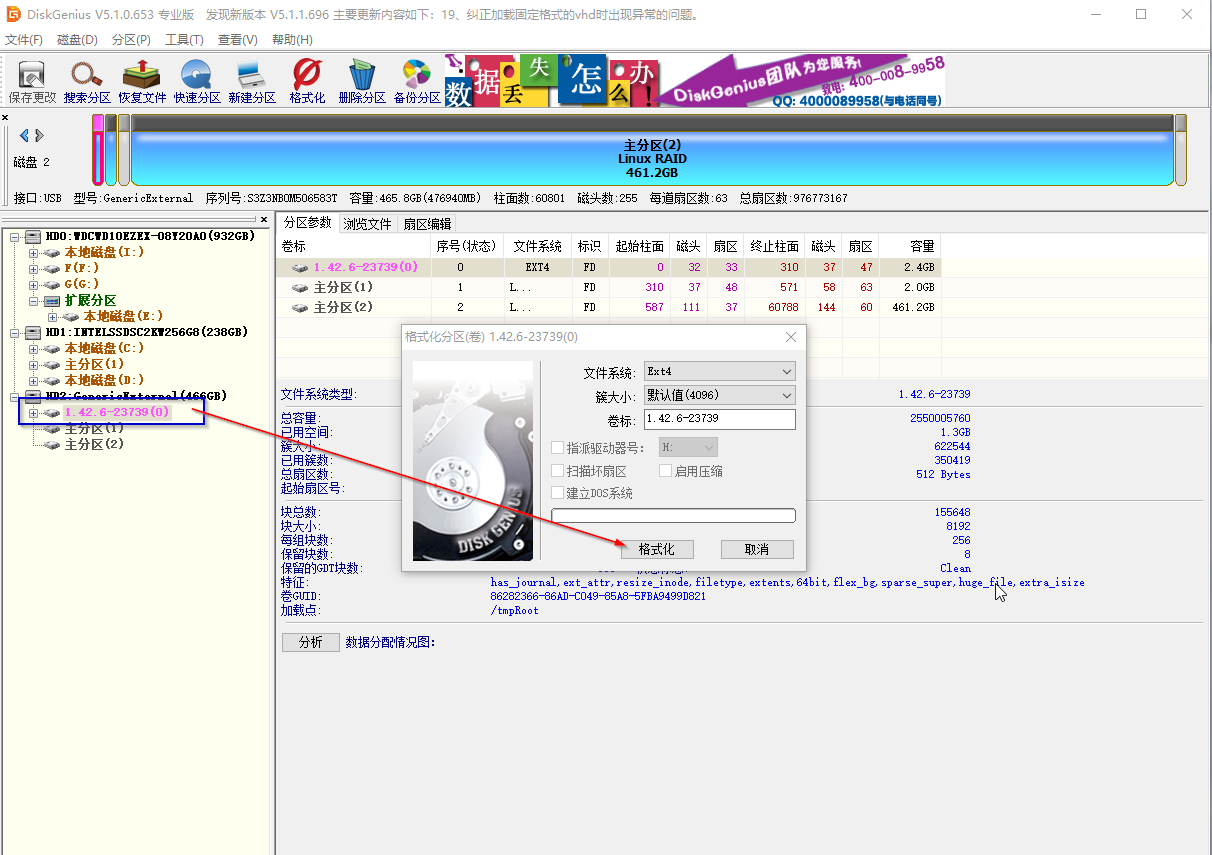 DiskGenius V5.1.0.653 专业版 发现新版本 V5.1.1.696 主要更新内容如下：19、纠正加载固定格式的vhd时出现异常的问题。
文件(F) 磁盘(D) 分区(P) 工具(T) 查看(V) 帮助(H)
保存更改 搜索分区 恢复文件 快速分区 新建分区 格式化 删除分区 备份分区
数据丢失怎么办! DiskGenius团队为您服务!
致电: 400-008-9958
QQ: 4000089958(与电话同号)
磁盘 2
主分区(2)
Linux RAID
461.2GB
接口:USB 型号:GenericExternal 序列号:S3Z3NB0M506583T 容量:465.8GB(476940MB) 柱面数:60801 磁头数:255 每道扇区数:63 总扇区数:976773167
HD0:WDCWD10EZEX-08Y20A0(932GB)
本地磁盘(I:)
F(F:)
G(G:)
扩展分区
本地磁盘(E:)
HD1:INTELSSDSC2KW256G8(238GB)
本地磁盘(C:)
主分区(1)
本地磁盘(D:)
HD2:GenericExternal(466GB)
1.42.6-23739(0)
主分区(1)
主分区(2)
分区参数 浏览文件 扇区编辑
卷标 序号(状态) 文件系统 标识 起始柱面 磁头 扇区 终止柱面 磁头 扇区 容量
1.42.6-23739(0) 0 EXT4 FD 0 32 33 310 37 47 2.4GB
主分区(1) 1 L... FD 310 37 48 571 58 63 2.0GB
主分区(2) 2 L... FD 587 111 37 60788 144 60 461.2GB
格式化分区(卷) 1.42.6-23739(0)
文件系统: Ext4
簇大小: 默认值(4096)
卷标: 1.42.6-23739
指派驱动器号: H:
扫描坏扇区 启用压缩
建立DOS系统
DISK GENIUS
格式化 取消
文件系统类型: 1.42.6-23739
总容量: 2550005760
已用空间: 1.3GB
簇大小: 622544
已用簇数: 350419
总扇区数: 512 Bytes
起始扇区号:
块总数: 155648
块大小: 8192
每组块数: 256
保留块数: 8
保留的GDT块数: Clean
特征: has_journal,ext_attr,resize_inode,filetype,extents,64bit,flex_bg,sparse_super,huge_file,extra_isize
卷GUID: 86282366-86AD-C049-85A8-5FBA9499D821
加载点: /tmpRoot
分析 数据分配情况图: